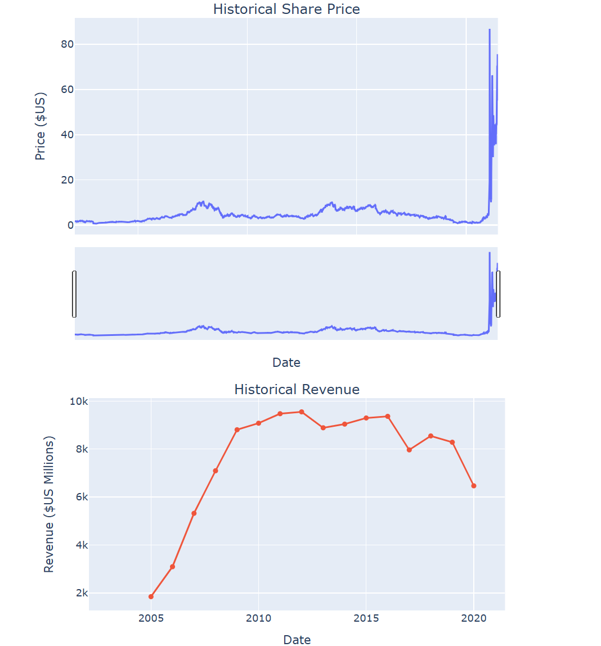 Historical Share Price
80
60
40
20
0
Price ($US)
Date
Historical Revenue
10k
8k
6k
4k
2k
Revenue ($US Millions)
2005 2010 2015 2020
Date